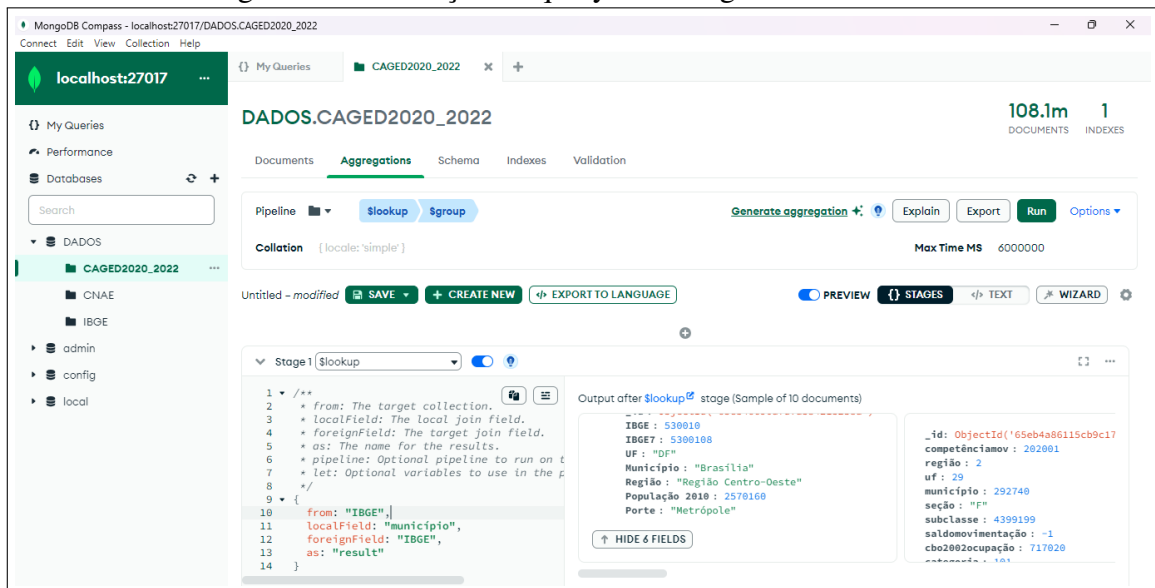 MongoDB Compass - localhost:27017/DADOS.CAGED2020_2022
Connect Edit View Collection Help
localhost:27017 ...
{} My Queries
Performance
Databases
Search
DADOS
CAGED2020_2022 ...
CNAE
IBGE
admin
config
local
{} My Queries CAGED2020_2022
DADOS.CAGED2020_2022
108.1m 1
DOCUMENTS INDEXES
Documents Aggregations Schema Indexes Validation
Pipeline $lookup $group Generate aggregation Explain Export Run Options
Collation { locale: 'simple' } Max Time MS 6000000
Untitled – modified SAVE + CREATE NEW </> EXPORT TO LANGUAGE PREVIEW {} STAGES </> TEXT WIZARD
Stage 1 $lookup ...
1 /**
2 * from: The target collection.
3 * localField: The local join field.
4 * foreignField: The target join field.
5 * as: The name for the results.
6 * pipeline: Optional pipeline to run on t
7 * let: Optional variables to use in the p
8 */
9 {
10 from: "IBGE",
11 localField: "município",
12 foreignField: "IBGE",
13 as: "result"
14 }
Output after $lookup stage (Sample of 10 documents)
IBGE : 530010
IBGE7 : 5300108
UF : "DF"
Município : "Brasília"
Região : "Região Centro-Oeste"
População 2010 : 2570160
Porte : "Metrópole"
HIDE 6 FIELDS
_id: ObjectId('65eb4a86115cb9c17
competênciamov : 202001
região : 2
uf : 29
município : 292740
seção : "F"
subclasse : 4399199
saldomovimentação : -1
cbo2002ocupação : 717020
categoria : 101